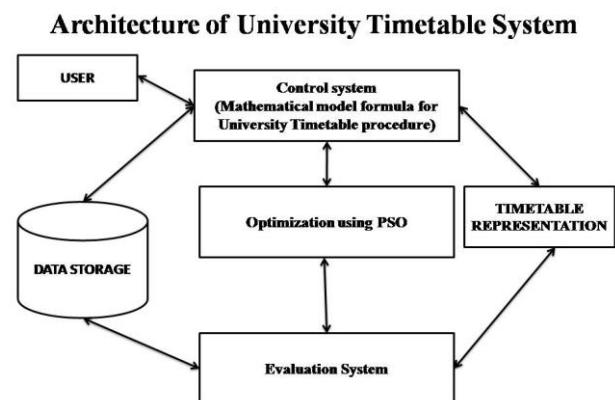 Architecture of University Timetable System
USER
Control system
(Mathematical model formula for
University Timetable procedure)
Optimization using PSO
TIMETABLE
REPRESENTATION
DATA STORAGE
Evaluation System